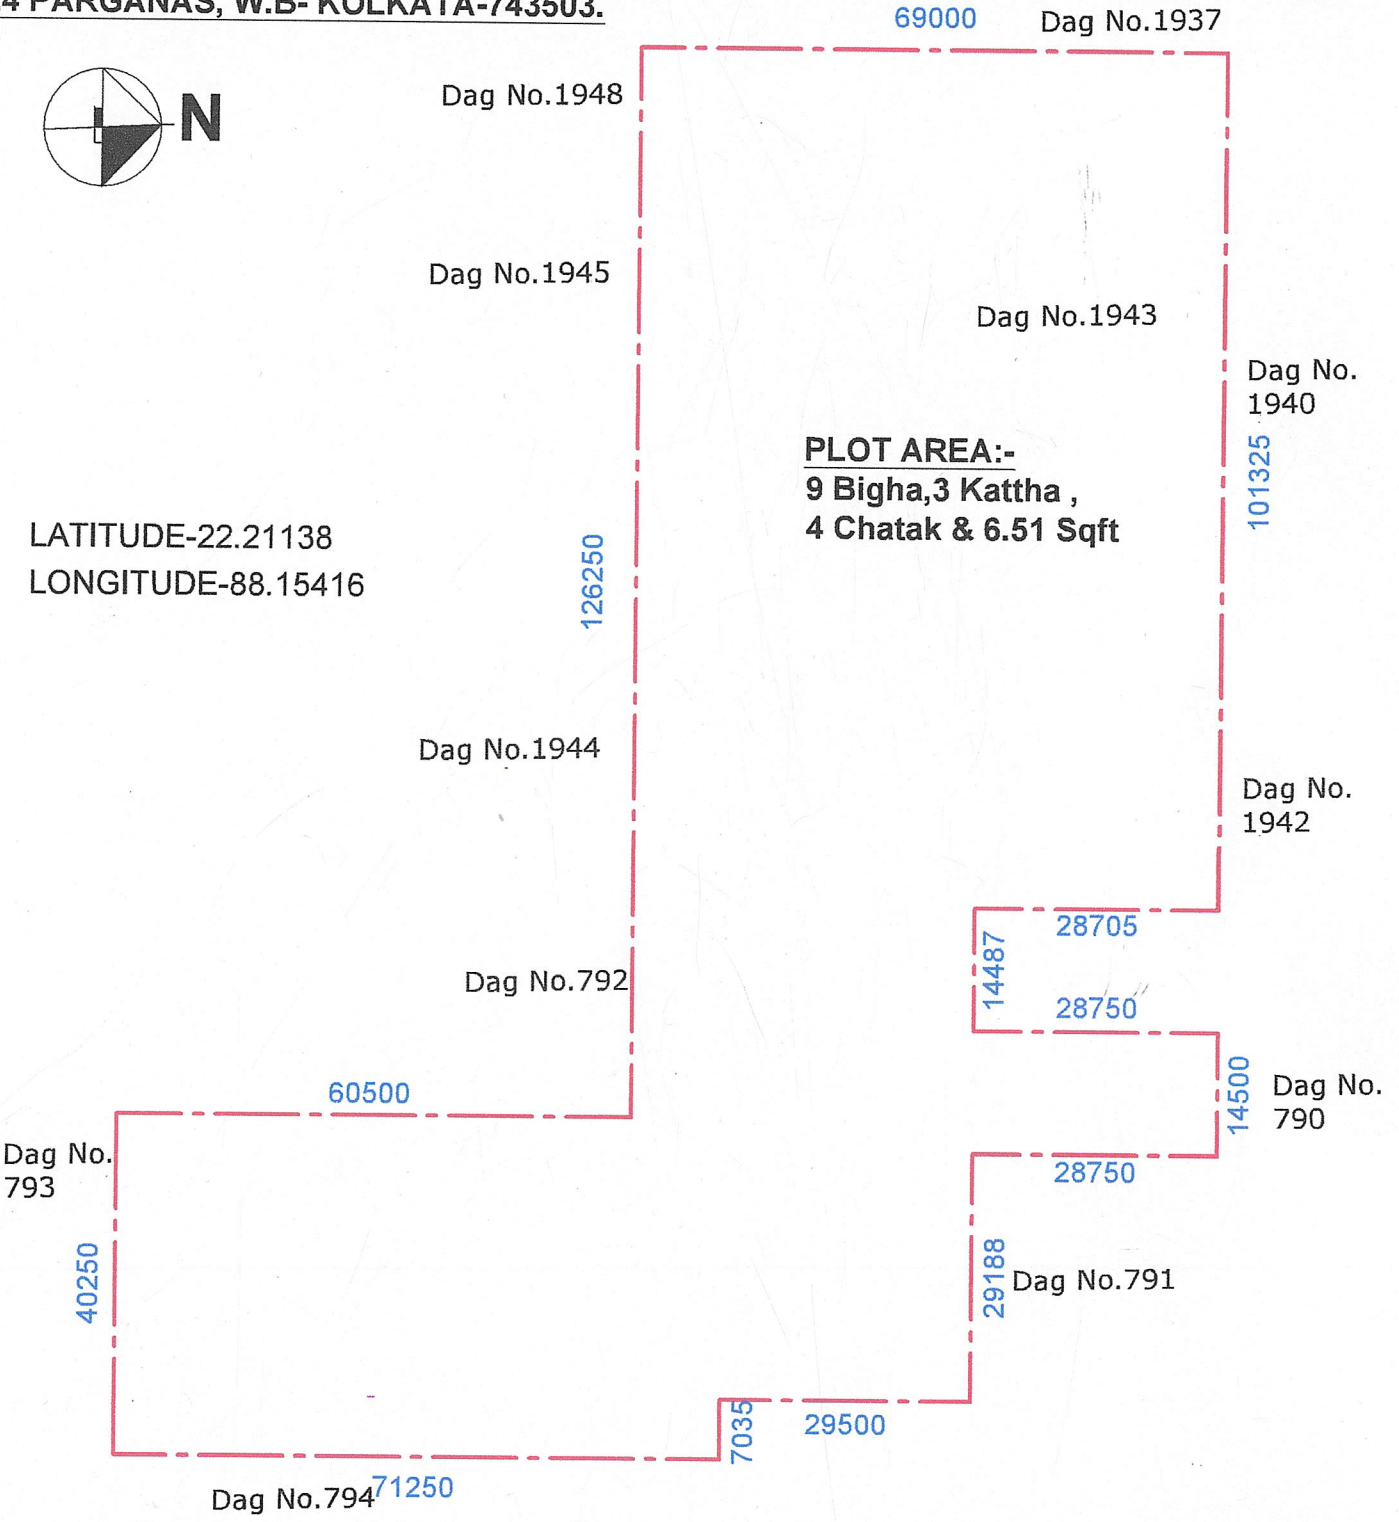 24 PARGANAS, W.B- KOLKATA-743503.
69000
Dag No.1937
N
Dag No.1948
Dag No.1945
Dag No.1943
Dag No.
1940
101325
PLOT AREA:-
9 Bigha,3 Kattha ,
4 Chatak & 6.51 Sqft
LATITUDE-22.21138
LONGITUDE-88.15416
126250
Dag No.1944
Dag No.
1942
28705
14487
Dag No.792
28750
60500
14500
Dag No.
790
Dag No.
793
28750
40250
29188
Dag No.791
7035
29500
71250
Dag No.794